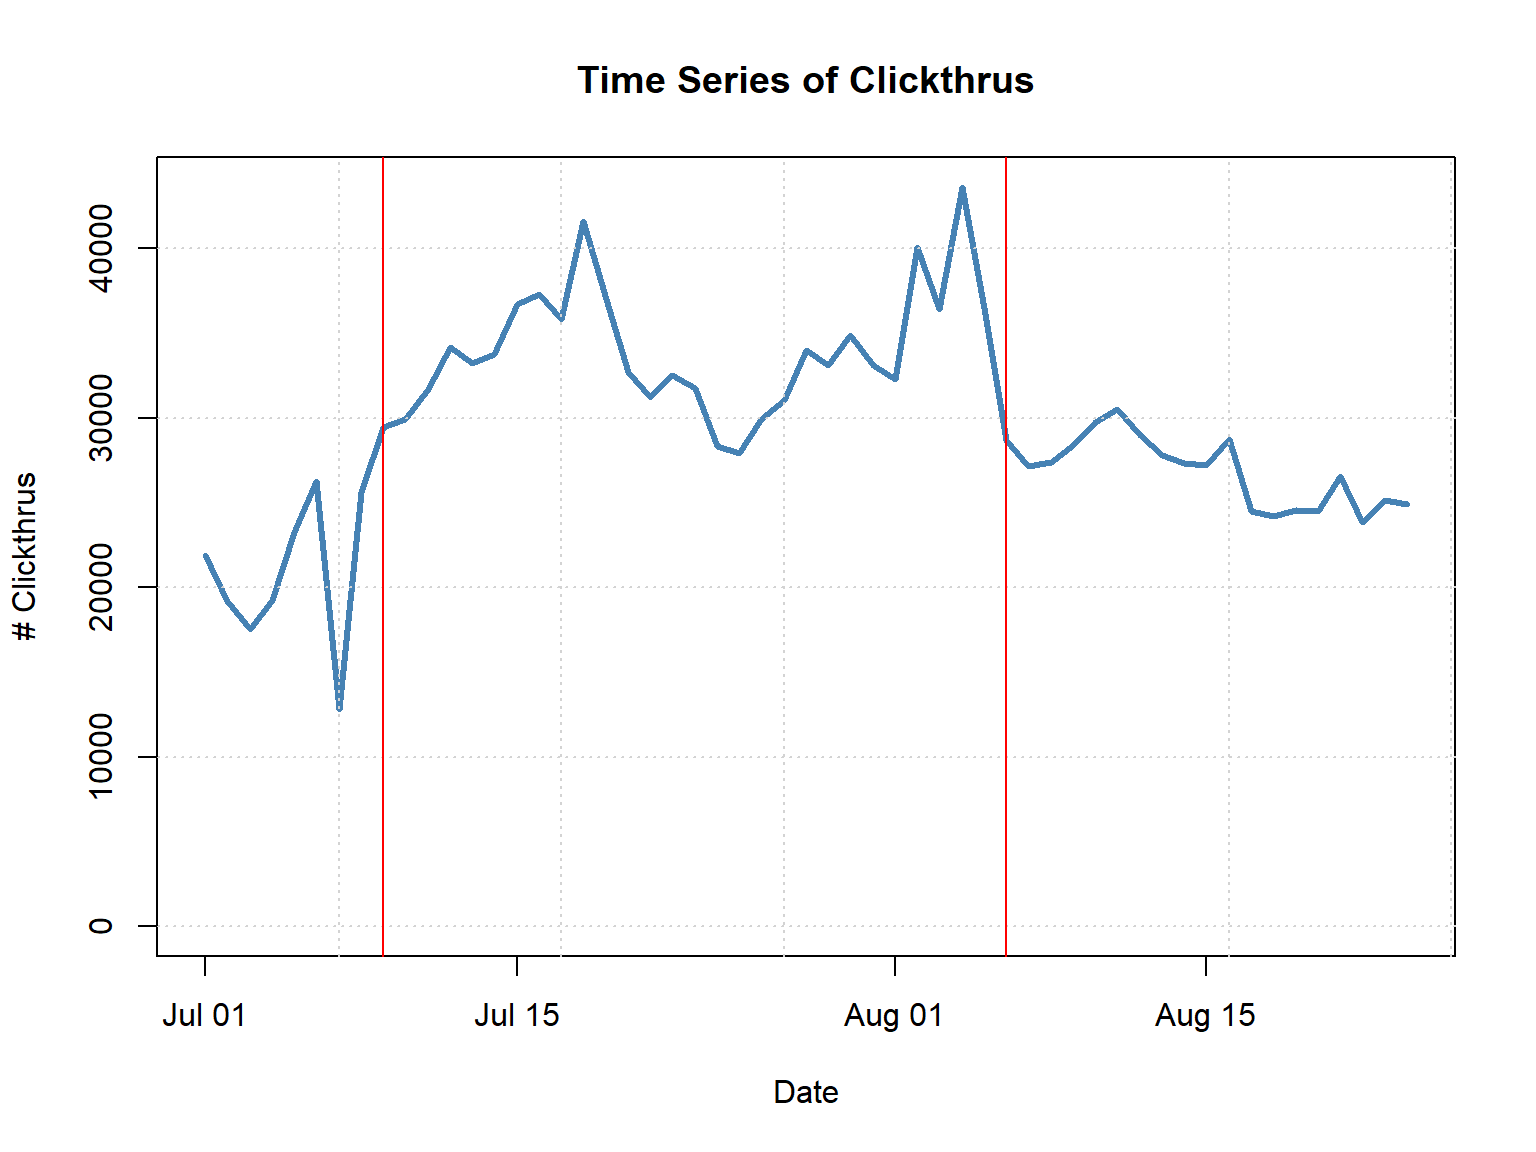 Time Series of Clickthrus
# Clickthrus
40000
30000
20000
10000
0
Jul 01 Jul 15 Aug 01 Aug 15
Date